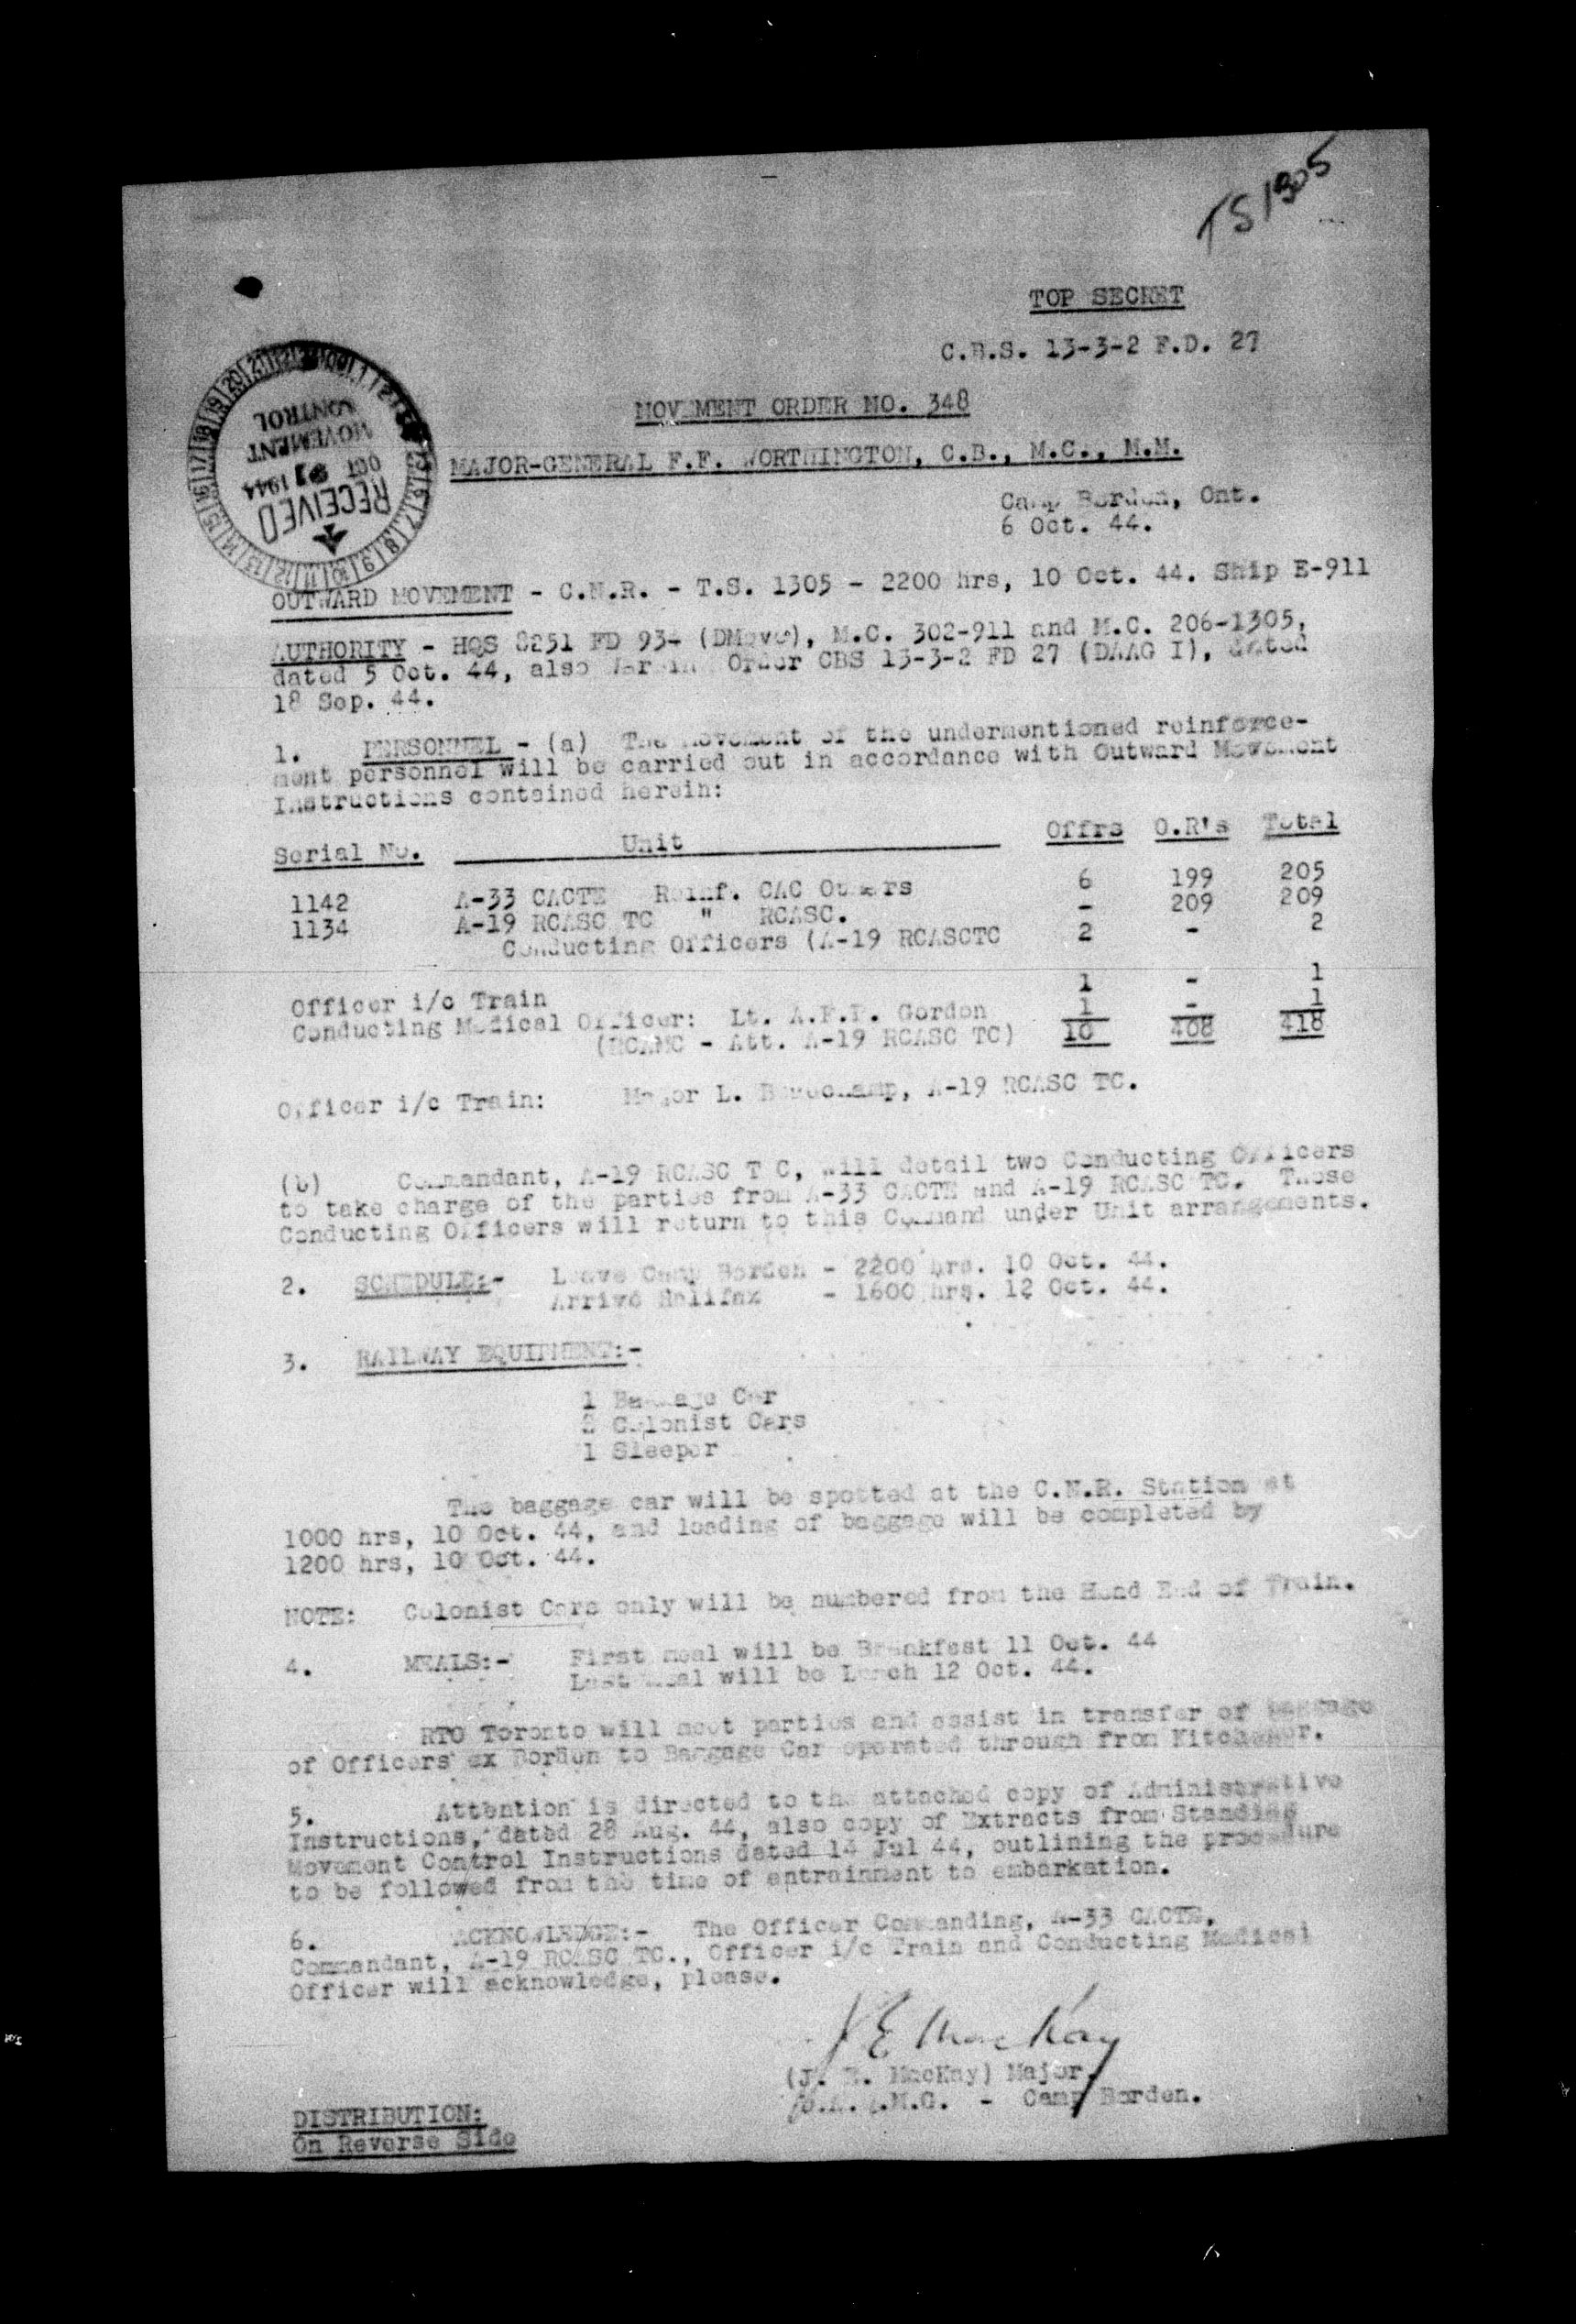 TS 1305
TOP SECRET
C.B.S. 13-3-2 F.D. 27
MOVEMENT ORDER NO. 348
MAJOR-GENERAL F.F. WORTHINGTON, C.B., M.C., M.M.
RECEIVED
OCT 1944
MOVEMENT
CONTROL
Camp Borden, Ont.
6 Oct. 44.
OUTWARD MOVEMENT - C.N.R. - T.S. 1305 - 2200 hrs, 10 Oct. 44. Ship E-911
AUTHORITY - HQS 8251 FD 934 (DMove), M.C. 302-911 and M.C. 206-1305,
dated 5 Oct. 44, also Warning Order CBS 13-3-2 FD 27 (DAAG I), dated
18 Sep. 44.
1. PERSONNEL - (a) The movement of the undermentioned reinforce-
ment personnel will be carried out in accordance with Outward Movement
Instructions contained herein:
Serial No. Unit Offrs O.R's Total
1142 A-33 CACTE Reinf. CAC Others 6 199 205
1134 A-19 RCASC TC " RCASC. - 209 209
Conducting Officers (A-19 RCASCTC 2 - 2
Officer i/c Train 1 - 1
Conducting Medical Officer: Lt. A.F.P. Gordon 1 - 1
(RCAMC - Att. A-19 RCASC TC) 10 408 418
Officer i/c Train: Major L. Beauchamp, A-19 RCASC TC.
(b) Commandant, A-19 RCASC T C, will detail two Conducting Officers
to take charge of the parties from A-33 CACTE and A-19 RCASC TC. These
Conducting Officers will return to this Command under Unit arrangements.
2. SCHEDULE:- Leave Camp Borden - 2200 hrs. 10 Oct. 44.
Arrive Halifax - 1600 hrs. 12 Oct. 44.
3. RAILWAY EQUIPMENT:-
1 Baggage Car
Colonist Cars
1 Sleeper
The baggage car will be spotted at the C.N.R. Station at
1000 hrs, 10 Oct. 44, and loading of baggage will be completed by
1200 hrs, 10 Oct. 44.
NOTE: Colonist Cars only will be numbered from the Head End of Train.
4. MEALS:- First meal will be Breakfast 11 Oct. 44
Last meal will be Lunch 12 Oct. 44.
RTO Toronto will meet parties and assist in transfer of baggage
of Officers ex Borden to Baggage Car operated through from Kitchener.
5. Attention is directed to the attached copy of Administrative
Instructions, dated 28 Aug. 44, also copy of Extracts from Standing
Movement Control Instructions dated 14 Jul 44, outlining the procedure
to be followed from the time of entrainment to embarkation.
6. ACKNOWLEDGE:- The Officer Commanding, A-33 CACTE,
Commandant, A-19 RCASC TC., Officer i/c Train and Conducting Medical
Officer will acknowledge, please.
J E MacKay
(J. E. MacKay) Major,
- Camp Borden.
DISTRIBUTION:
On Reverse Side